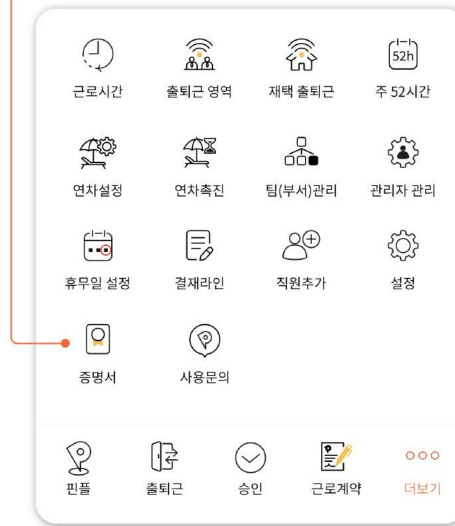 52h
근로시간 출퇴근 영역 재택 출퇴근 주 52시간
연차설정 연차촉진 팀(부서)관리 관리자 관리
휴무일 설정 결재라인 직원추가 설정
증명서 사용문의
핀플 출퇴근 승인 근로계약 더보기